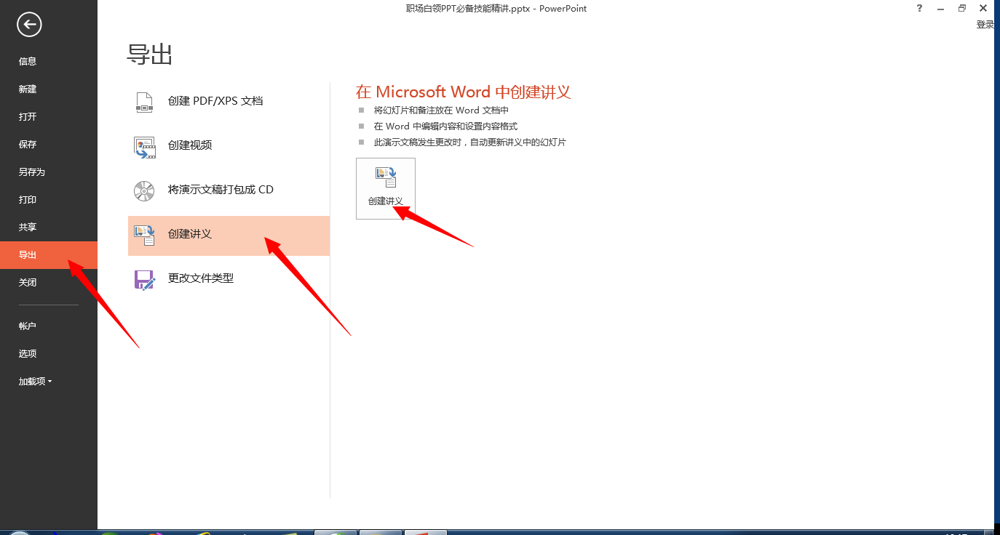 职场白领PPT必备技能精讲.pptx - PowerPoint
?
登录
信息
新建
打开
保存
另存为
打印
共享
导出
关闭
帐户
选项
加载项
导出
创建 PDF/XPS 文档
创建视频
将演示文稿打包成 CD
创建讲义
更改文件类型
在 Microsoft Word 中创建讲义
将幻灯片和备注放在 Word 文档中
在 Word 中编辑内容和设置内容格式
此演示文稿发生更改时，自动更新讲义中的幻灯片
创建讲义